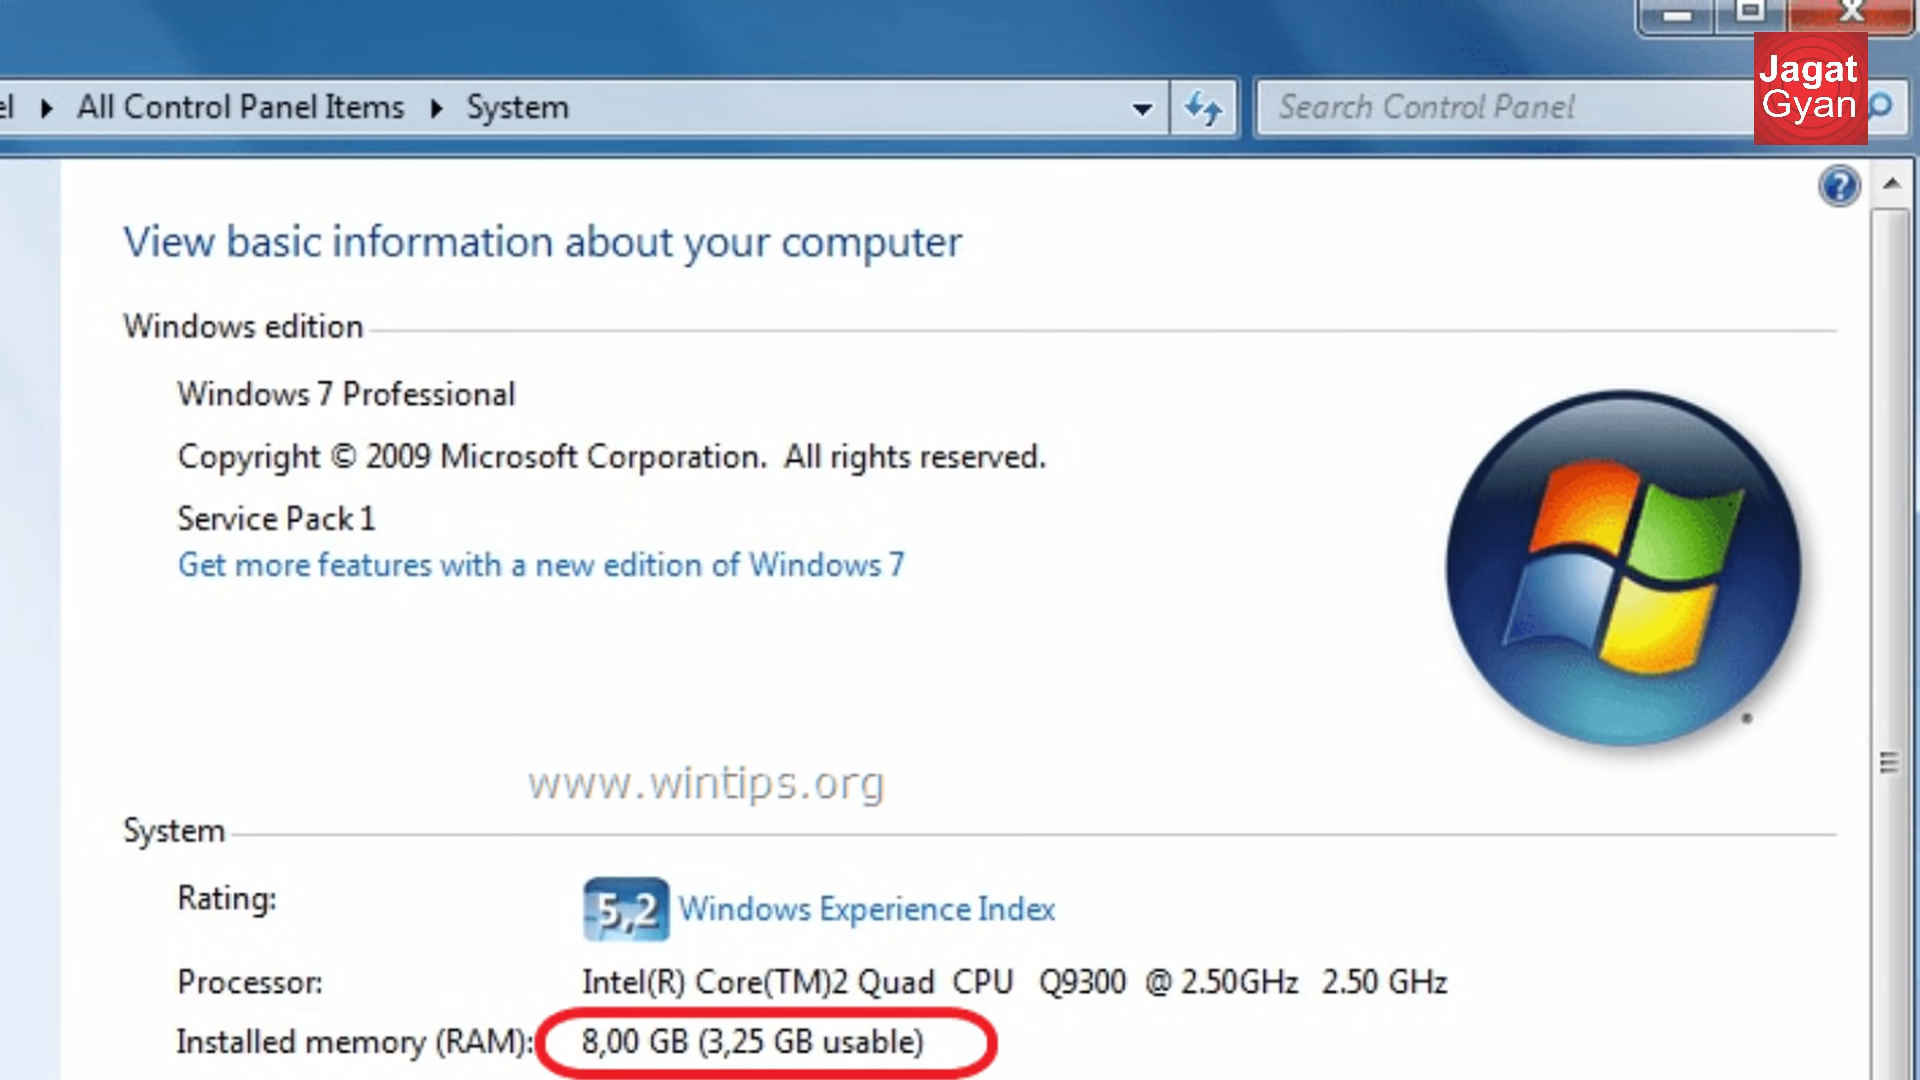 Jagat
Gyan
All Control Panel Items
System
Search Control Panel
View basic information about your computer
Windows edition
Windows 7 Professional
Copyright © 2009 Microsoft Corporation.  All rights reserved.
Service Pack 1
Get more features with a new edition of Windows 7
www.wintips.org
System
Rating:
5,2 Windows Experience Index
Processor:
Intel(R) Core(TM)2 Quad  CPU   Q9300  @ 2.50GHz  2.50 GHz
Installed memory (RAM):
8,00 GB (3,25 GB usable)